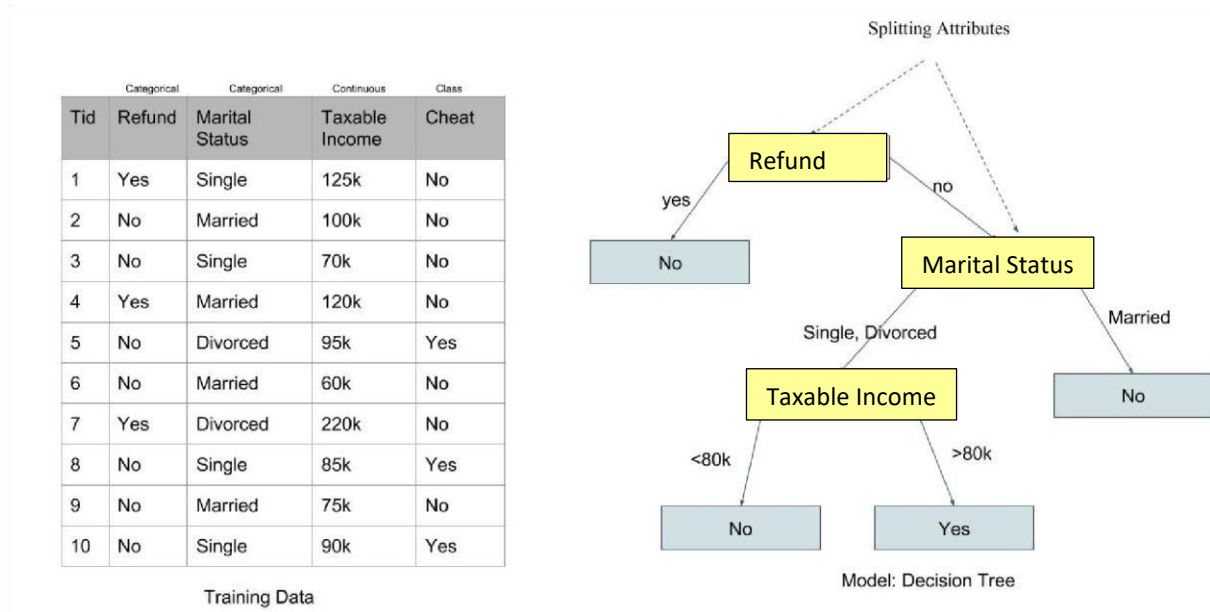 Categorical Categorical Continuous Class
Tid Refund Marital Status Taxable Income Cheat
1 Yes Single 125k No
2 No Married 100k No
3 No Single 70k No
4 Yes Married 120k No
5 No Divorced 95k Yes
6 No Married 60k No
7 Yes Divorced 220k No
8 No Single 85k Yes
9 No Married 75k No
10 No Single 90k Yes
Training Data
Splitting Attributes
Refund
yes no
No
Marital Status
Single, Divorced Married
Taxable Income
No
<80k >80k
No Yes
Model: Decision Tree